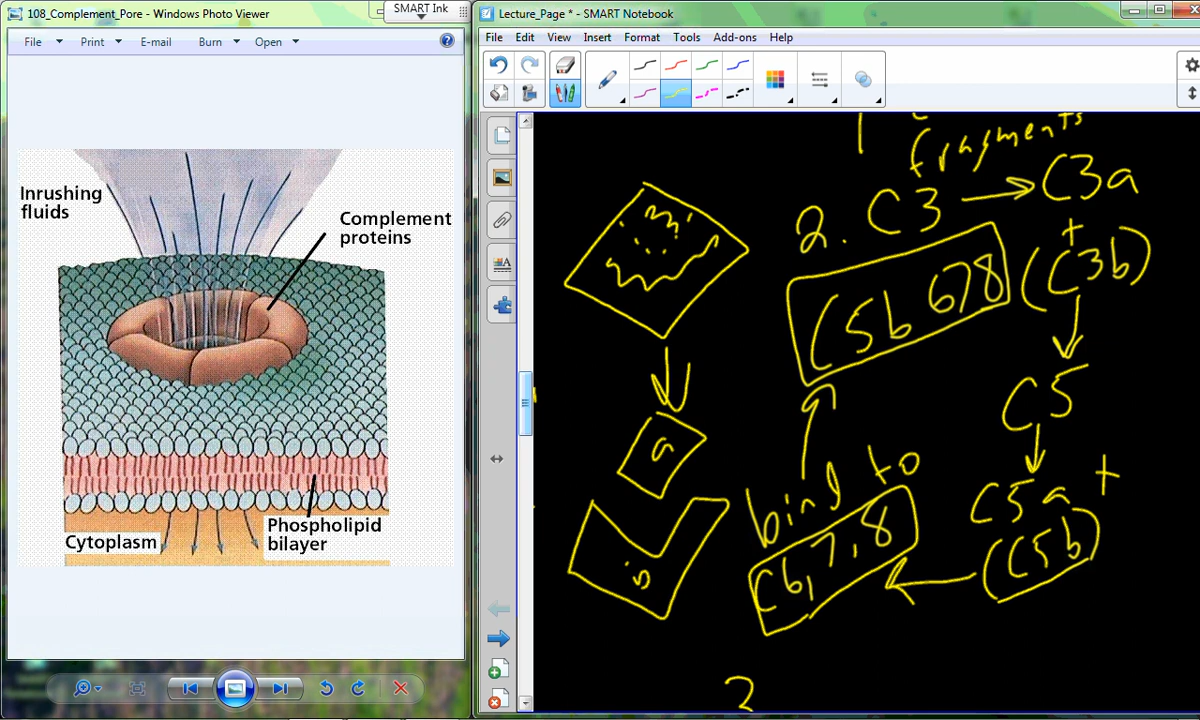 108_Complement_Pore - Windows Photo Viewer
SMART Ink
File Print E-mail Burn Open
Inrushing
fluids
Complement
proteins
Phospholipid
bilayer
Cytoplasm
Lecture_Page * - SMART Notebook
File Edit View Insert Format Tools Add-ons Help
fragments
2. C3 → C3a
+
(C3b)
C5b 678
C5
a
bind to
C6,7,8
C5a +
(C5b)